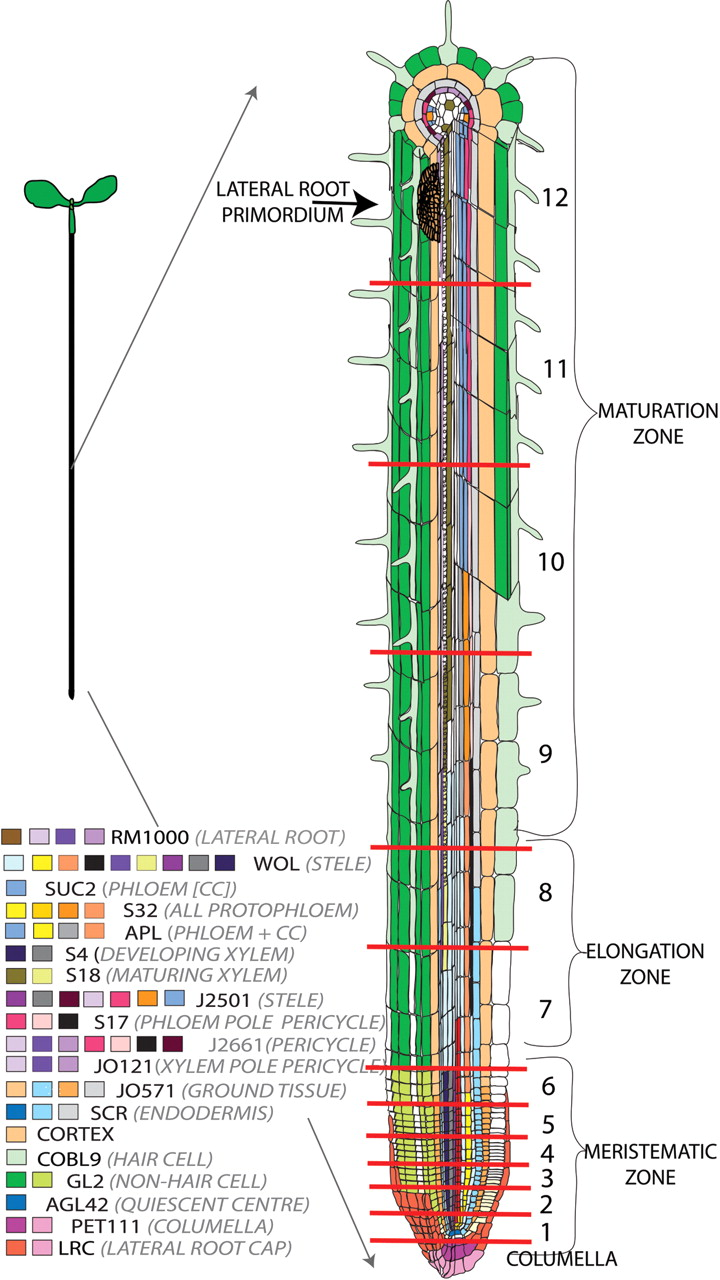 LATERAL ROOT
PRIMORDIUM
12
11
MATURATION
ZONE
10
9
RM1000 (LATERAL ROOT)
WOL (STELE)
SUC2 (PHLOEM [CC])
S32 (ALL PROTOPHLOEM)
APL (PHLOEM + CC)
S4 (DEVELOPING XYLEM)
S18 (MATURING XYLEM)
J2501 (STELE)
S17 (PHLOEM POLE PERICYCLE)
J2661 (PERICYCLE)
JO121 (XYLEM POLE PERICYCLE)
JO571 (GROUND TISSUE)
SCR (ENDODERMIS)
CORTEX
COBL9 (HAIR CELL)
GL2 (NON-HAIR CELL)
AGL42 (QUIESCENT CENTRE)
PET111 (COLUMELLA)
LRC (LATERAL ROOT CAP)
8
ELONGATION
ZONE
7
6
5
4
MERISTEMATIC
ZONE
3
2
1
COLUMELLA